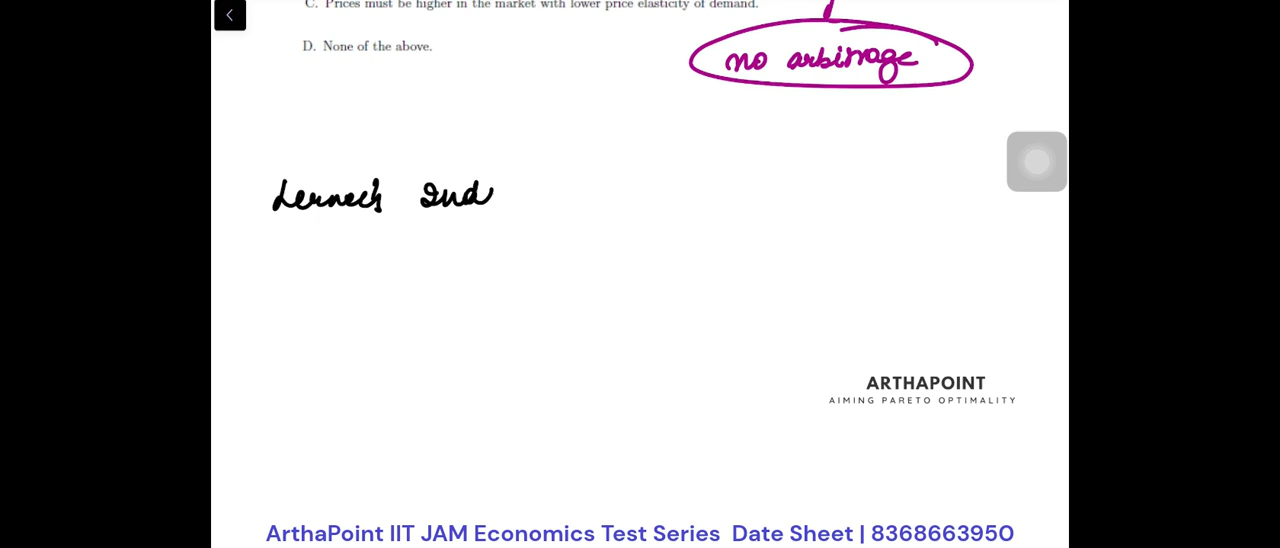 C. Prices must be higher in the market with lower price elasticity of demand.
D. None of the above.
no arbitrage
Lerner's Ind
ARTHAPOINT
AIMING PARETO OPTIMALITY
ArthaPoint IIT JAM Economics Test Series Date Sheet | 8368663950